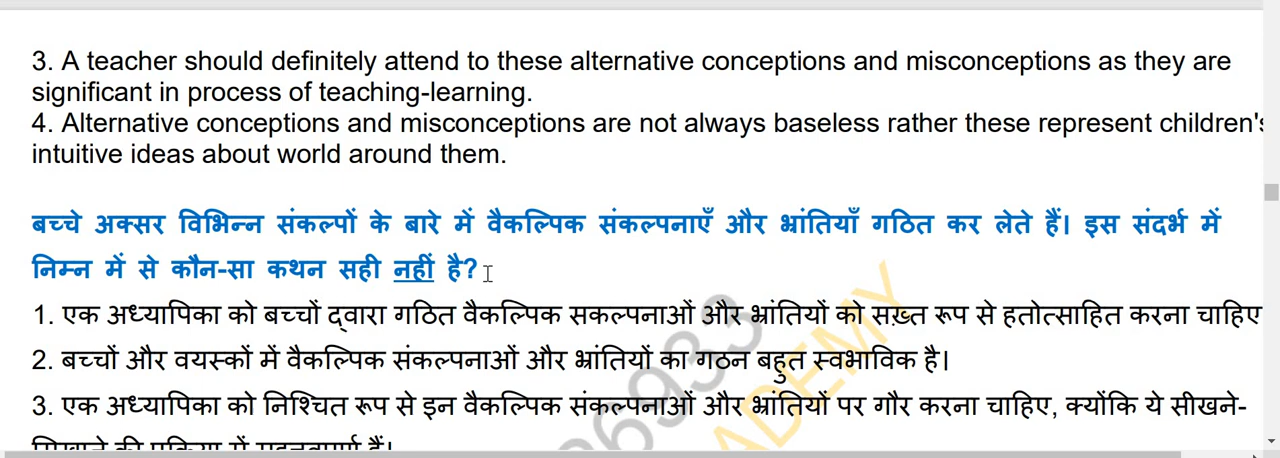 3. A teacher should definitely attend to these alternative conceptions and misconceptions as they are
significant in process of teaching-learning.
4. Alternative conceptions and misconceptions are not always baseless rather these represent children's
intuitive ideas about world around them.
बच्चे अक्सर विभिन्न संकल्पों के बारे में वैकल्पिक संकल्पनाएँ और भ्रांतियाँ गठित कर लेते हैं। इस संदर्भ में
निम्न में से कौन-सा कथन सही नहीं है?
1. एक अध्यापिका को बच्चों द्वारा गठित वैकल्पिक सकल्पनाओं और भ्रांतियों को सख़्त रूप से हतोत्साहित करना चाहिए
2. बच्चों और वयस्कों में वैकल्पिक संकल्पनाओं और भ्रांतियों का गठन बहुत स्वभाविक है।
3. एक अध्यापिका को निश्चित रूप से इन वैकल्पिक संकल्पनाओं और भ्रांतियों पर गौर करना चाहिए, क्योंकि ये सीखने-
36933
ADEMY